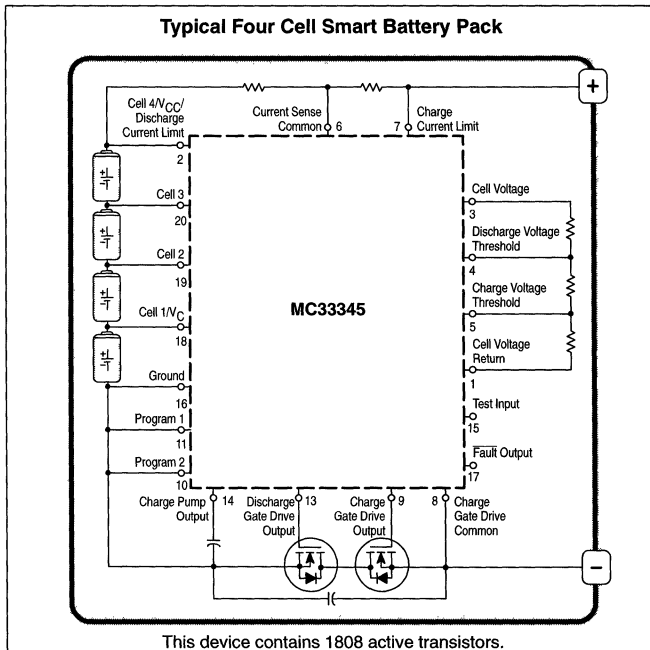 Typical Four Cell Smart Battery Pack
+
Cell 4/VCC/
Discharge
Current Limit
2
Current Sense
Common
6
Charge
Current Limit
7
Cell 3
20
Cell 2
19
Cell 1/VC
18
Ground
16
Program 1
11
Program 2
10
MC33345
Cell Voltage
3
Discharge Voltage
Threshold
4
Charge Voltage
Threshold
5
Cell Voltage
Return
1
Test Input
15
Fault Output
17
Charge Pump
Output
14
Discharge
Gate Drive
Output
13
Charge
Gate Drive
Output
9
8
Charge
Gate Drive
Common
−
This device contains 1808 active transistors.